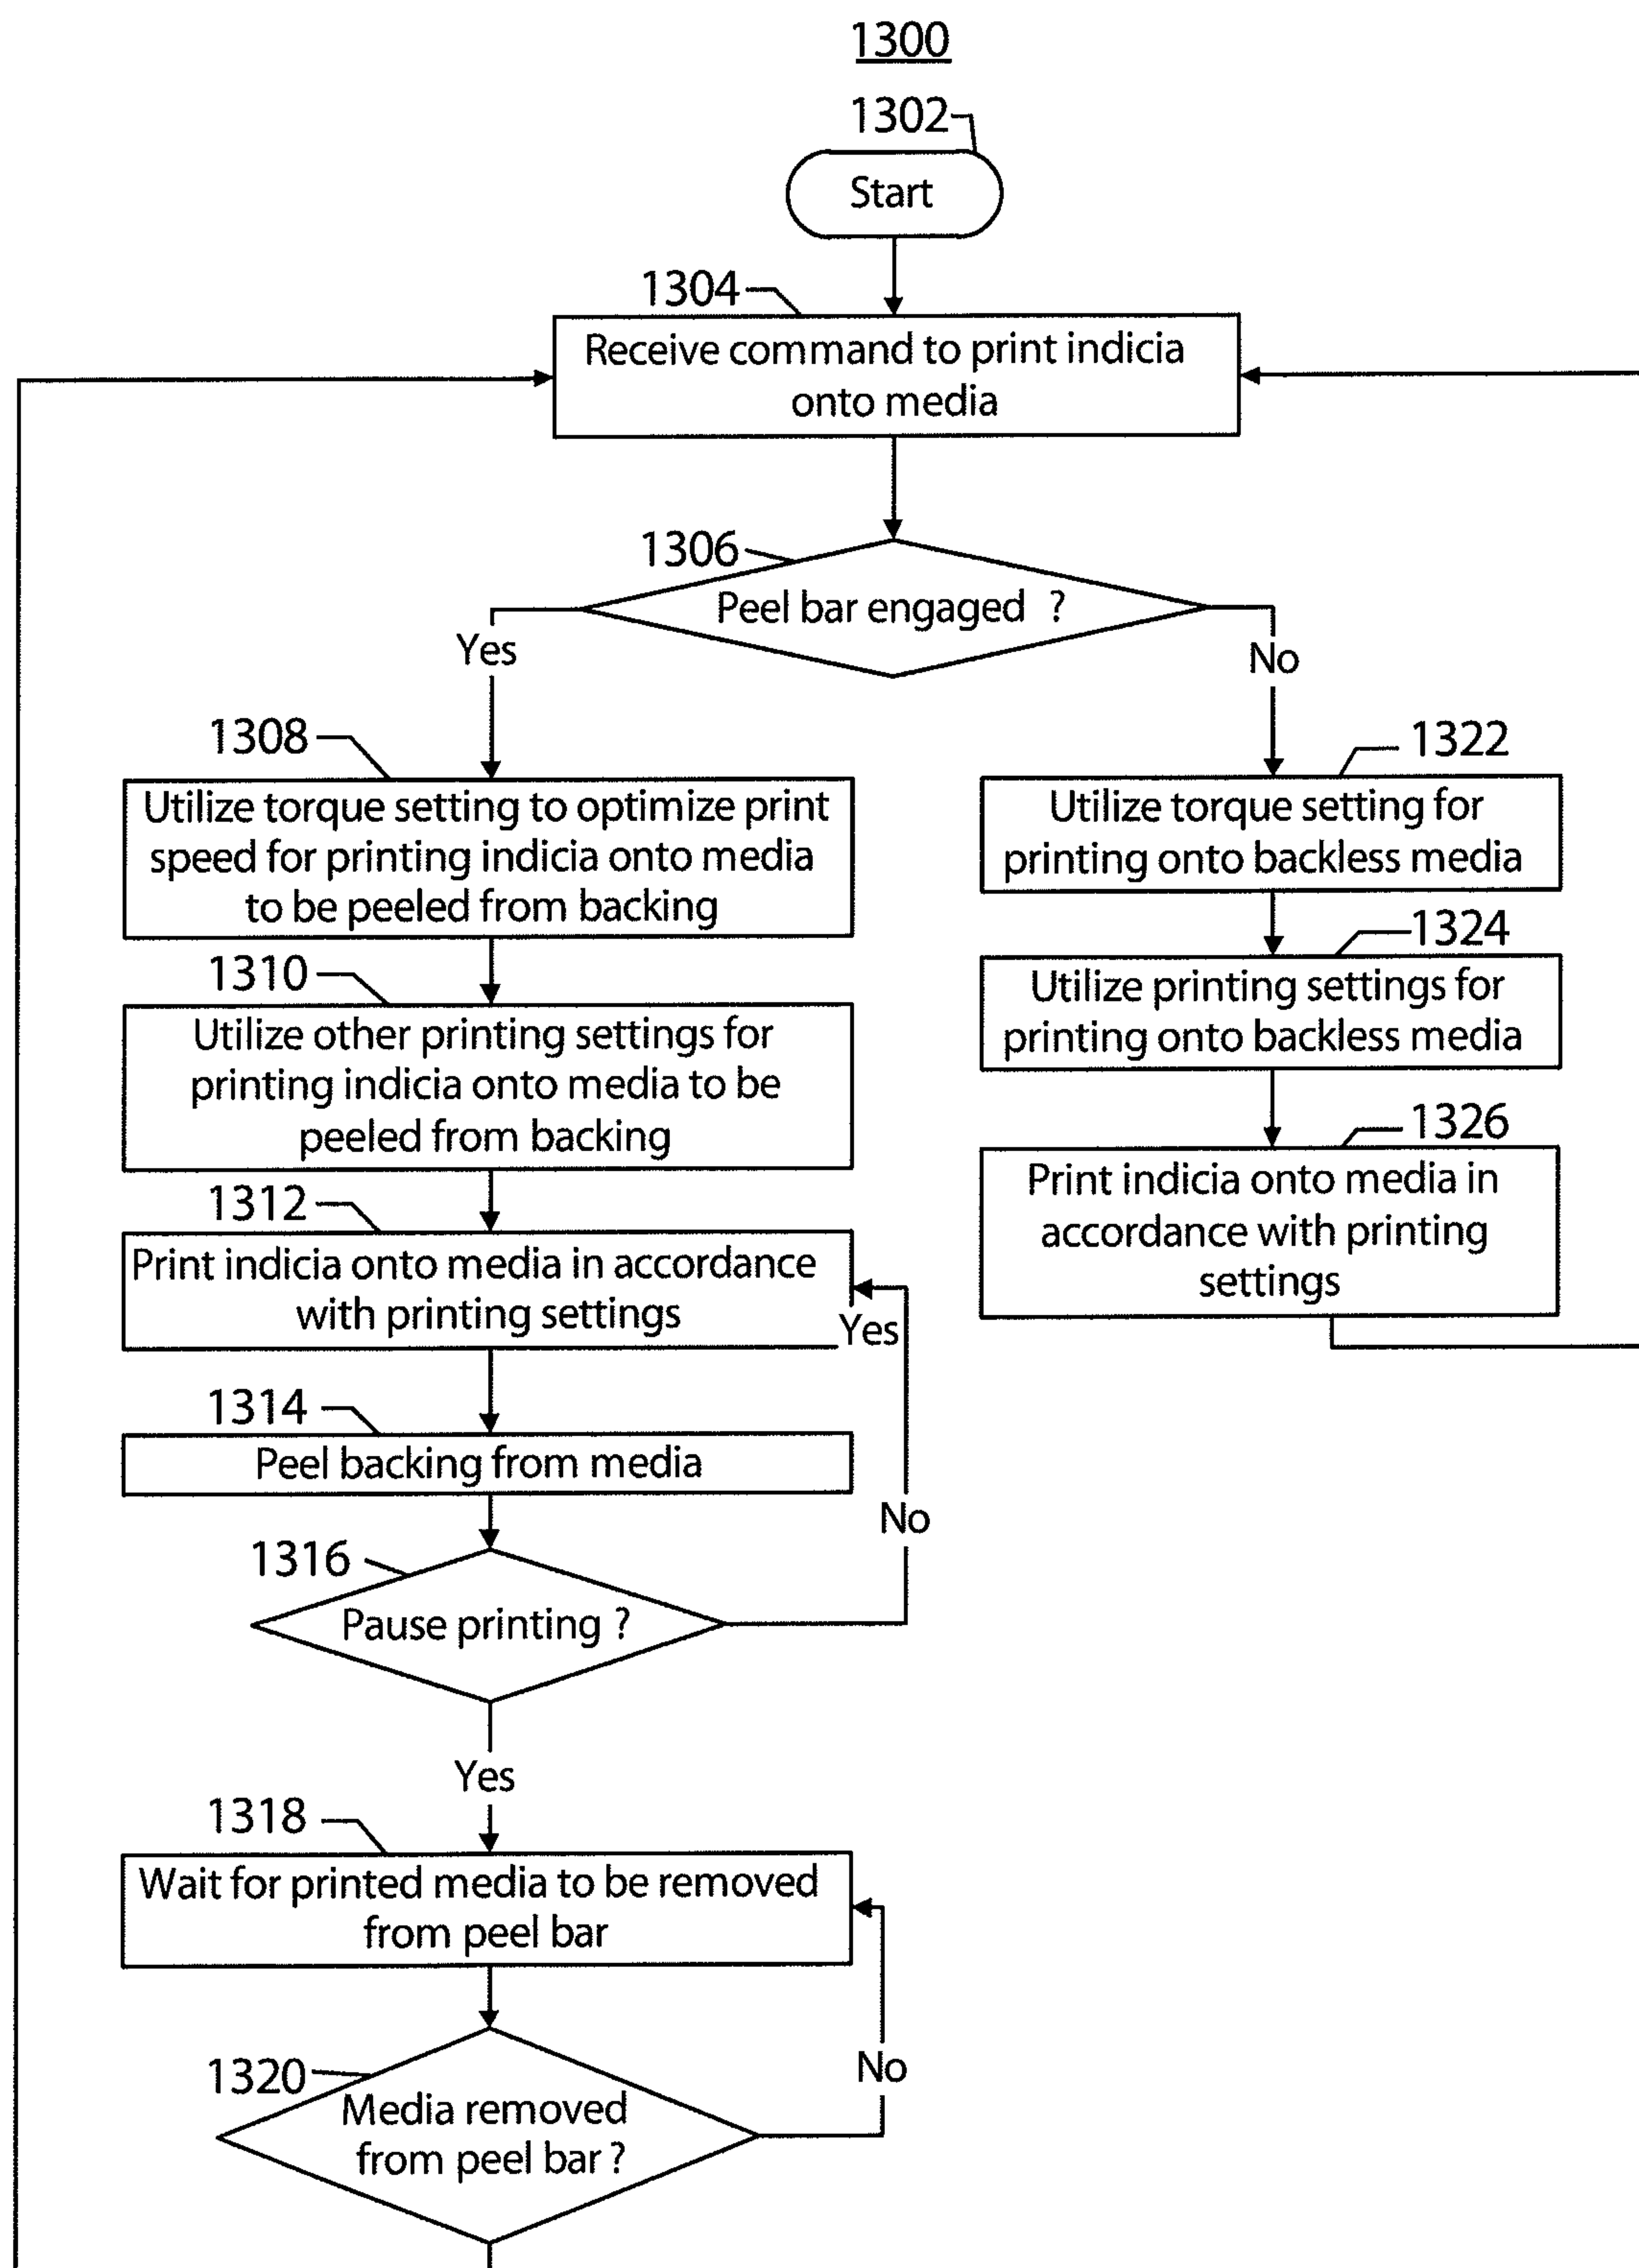 1300
1302
Start
1304
Receive command to print indicia
onto media
1306
Peel bar engaged ?
Yes
No
1308
Utilize torque setting to optimize print
speed for printing indicia onto media
to be peeled from backing
1322
Utilize torque setting for
printing onto backless media
1310
Utilize other printing settings for
printing indicia onto media to be
peeled from backing
1324
Utilize printing settings for
printing onto backless media
1312
Print indicia onto media in accordance
with printing settings
Yes
1326
Print indicia onto media in
accordance with printing
settings
1314
Peel backing from media
No
1316
Pause printing ?
Yes
1318
Wait for printed media to be removed
from peel bar
No
1320
Media removed
from peel bar ?